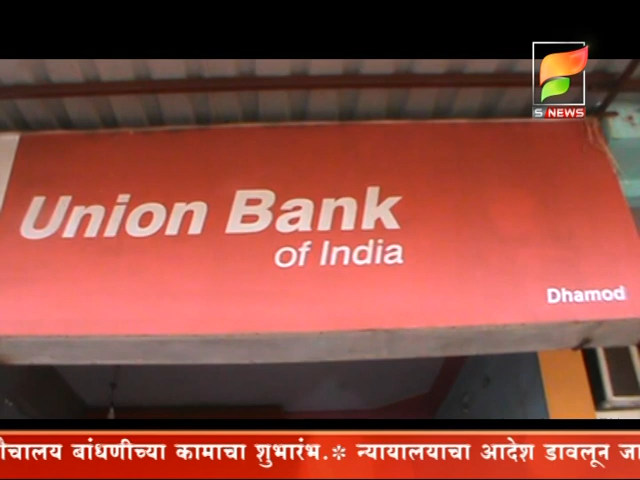 S NEWS
Union Bank
of India
Dhamod
शौचालय बांधणीच्या कामाचा शुभारंभ.* न्यायालयाचा आदेश डावलून जा